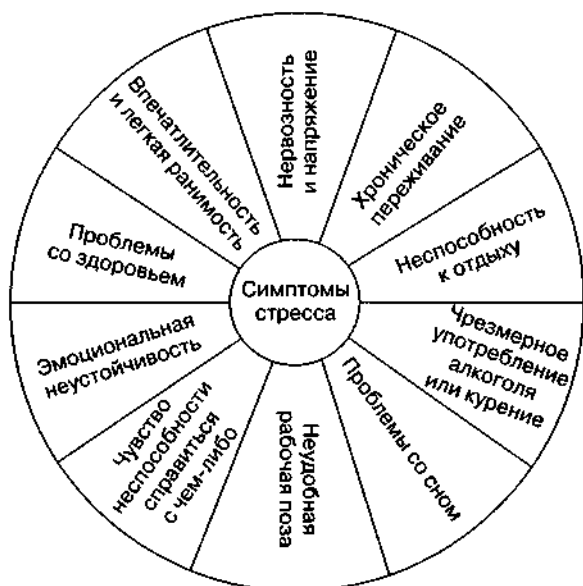 Симптомы
стресса
Нервозность
и напряжение
Хроническое
переживание
Неспособность
к отдыху
Чрезмерное
употребление
алкоголя
или курение
Проблемы со сном
Неудобная
рабочая поза
Чувство
неспособности
справиться
с чем-либо
Эмоциональная
неустойчивость
Проблемы
со здоровьем
Впечатлительность
и легкая ранимость